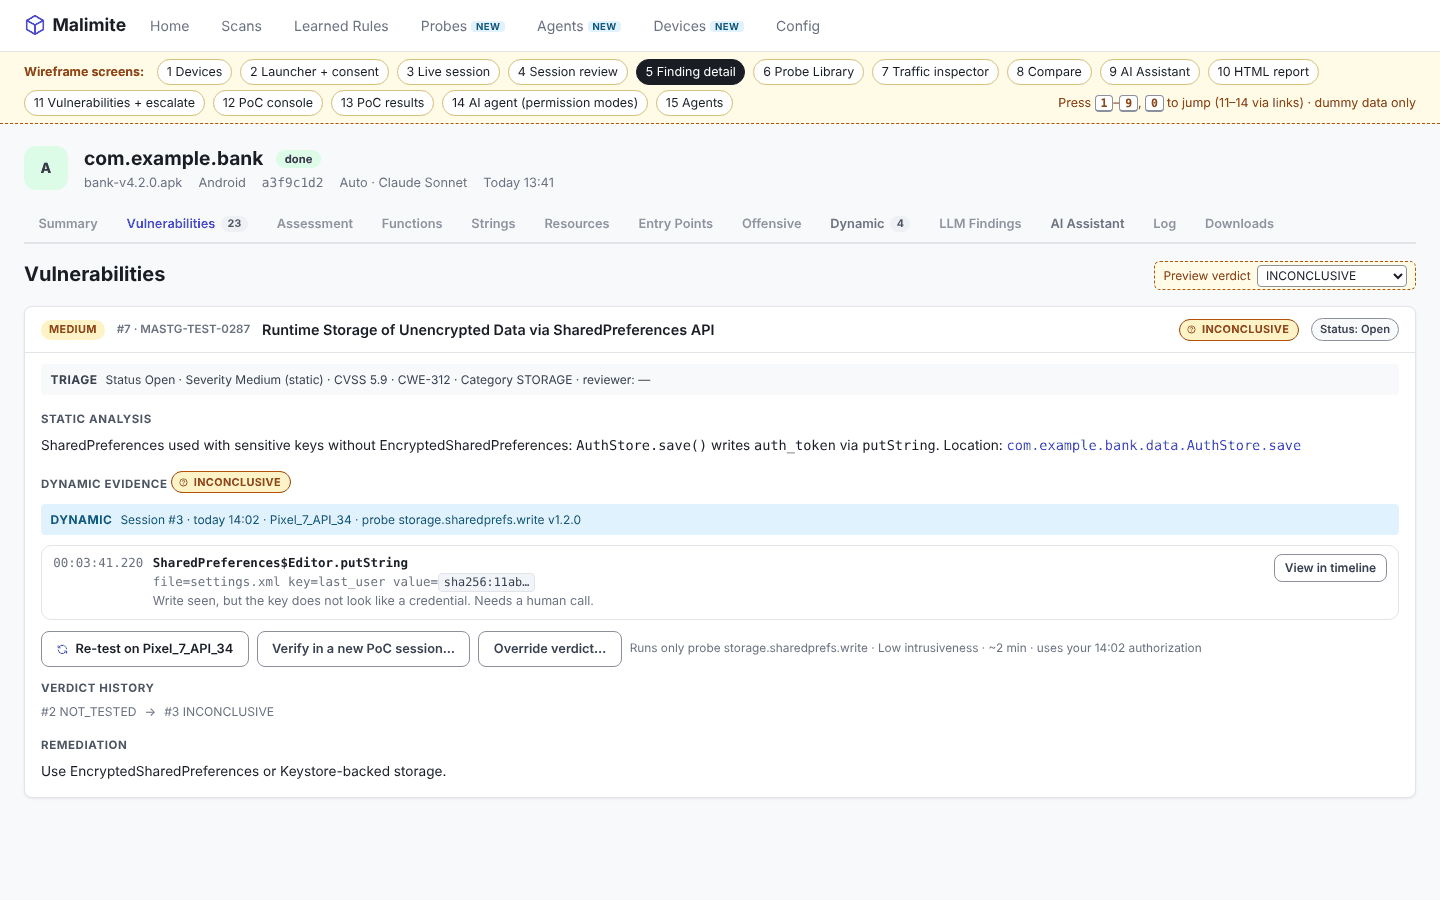 Malimite Home Scans Learned Rules Probes NEW Agents NEW Devices NEW Config
Wireframe screens: 1 Devices 2 Launcher + consent 3 Live session 4 Session review 5 Finding detail 6 Probe Library 7 Traffic inspector 8 Compare 9 AI Assistant 10 HTML report
11 Vulnerabilities + escalate 12 PoC console 13 PoC results 14 AI agent (permission modes) 15 Agents Press 1–9, 0 to jump (11–14 via links) · dummy data only
A
com.example.bank done
bank-v4.2.0.apk Android a3f9c1d2 Auto · Claude Sonnet Today 13:41
Summary Vulnerabilities 23 Assessment Functions Strings Resources Entry Points Offensive Dynamic 4 LLM Findings AI Assistant Log Downloads
Vulnerabilities Preview verdict INCONCLUSIVE
MEDIUM #7 · MASTG-TEST-0287 Runtime Storage of Unencrypted Data via SharedPreferences API INCONCLUSIVE Status: Open
TRIAGE Status Open · Severity Medium (static) · CVSS 5.9 · CWE-312 · Category STORAGE · reviewer: —
STATIC ANALYSIS
SharedPreferences used with sensitive keys without EncryptedSharedPreferences: AuthStore.save() writes auth_token via putString. Location: com.example.bank.data.AuthStore.save
DYNAMIC EVIDENCE INCONCLUSIVE
DYNAMIC Session #3 · today 14:02 · Pixel_7_API_34 · probe storage.sharedprefs.write v1.2.0
00:03:41.220 SharedPreferences$Editor.putString View in timeline
file=settings.xml key=last_user value=sha256:11ab…
Write seen, but the key does not look like a credential. Needs a human call.
Re-test on Pixel_7_API_34 Verify in a new PoC session… Override verdict… Runs only probe storage.sharedprefs.write · Low intrusiveness · ~2 min · uses your 14:02 authorization
VERDICT HISTORY
#2 NOT_TESTED → #3 INCONCLUSIVE
REMEDIATION
Use EncryptedSharedPreferences or Keystore-backed storage.